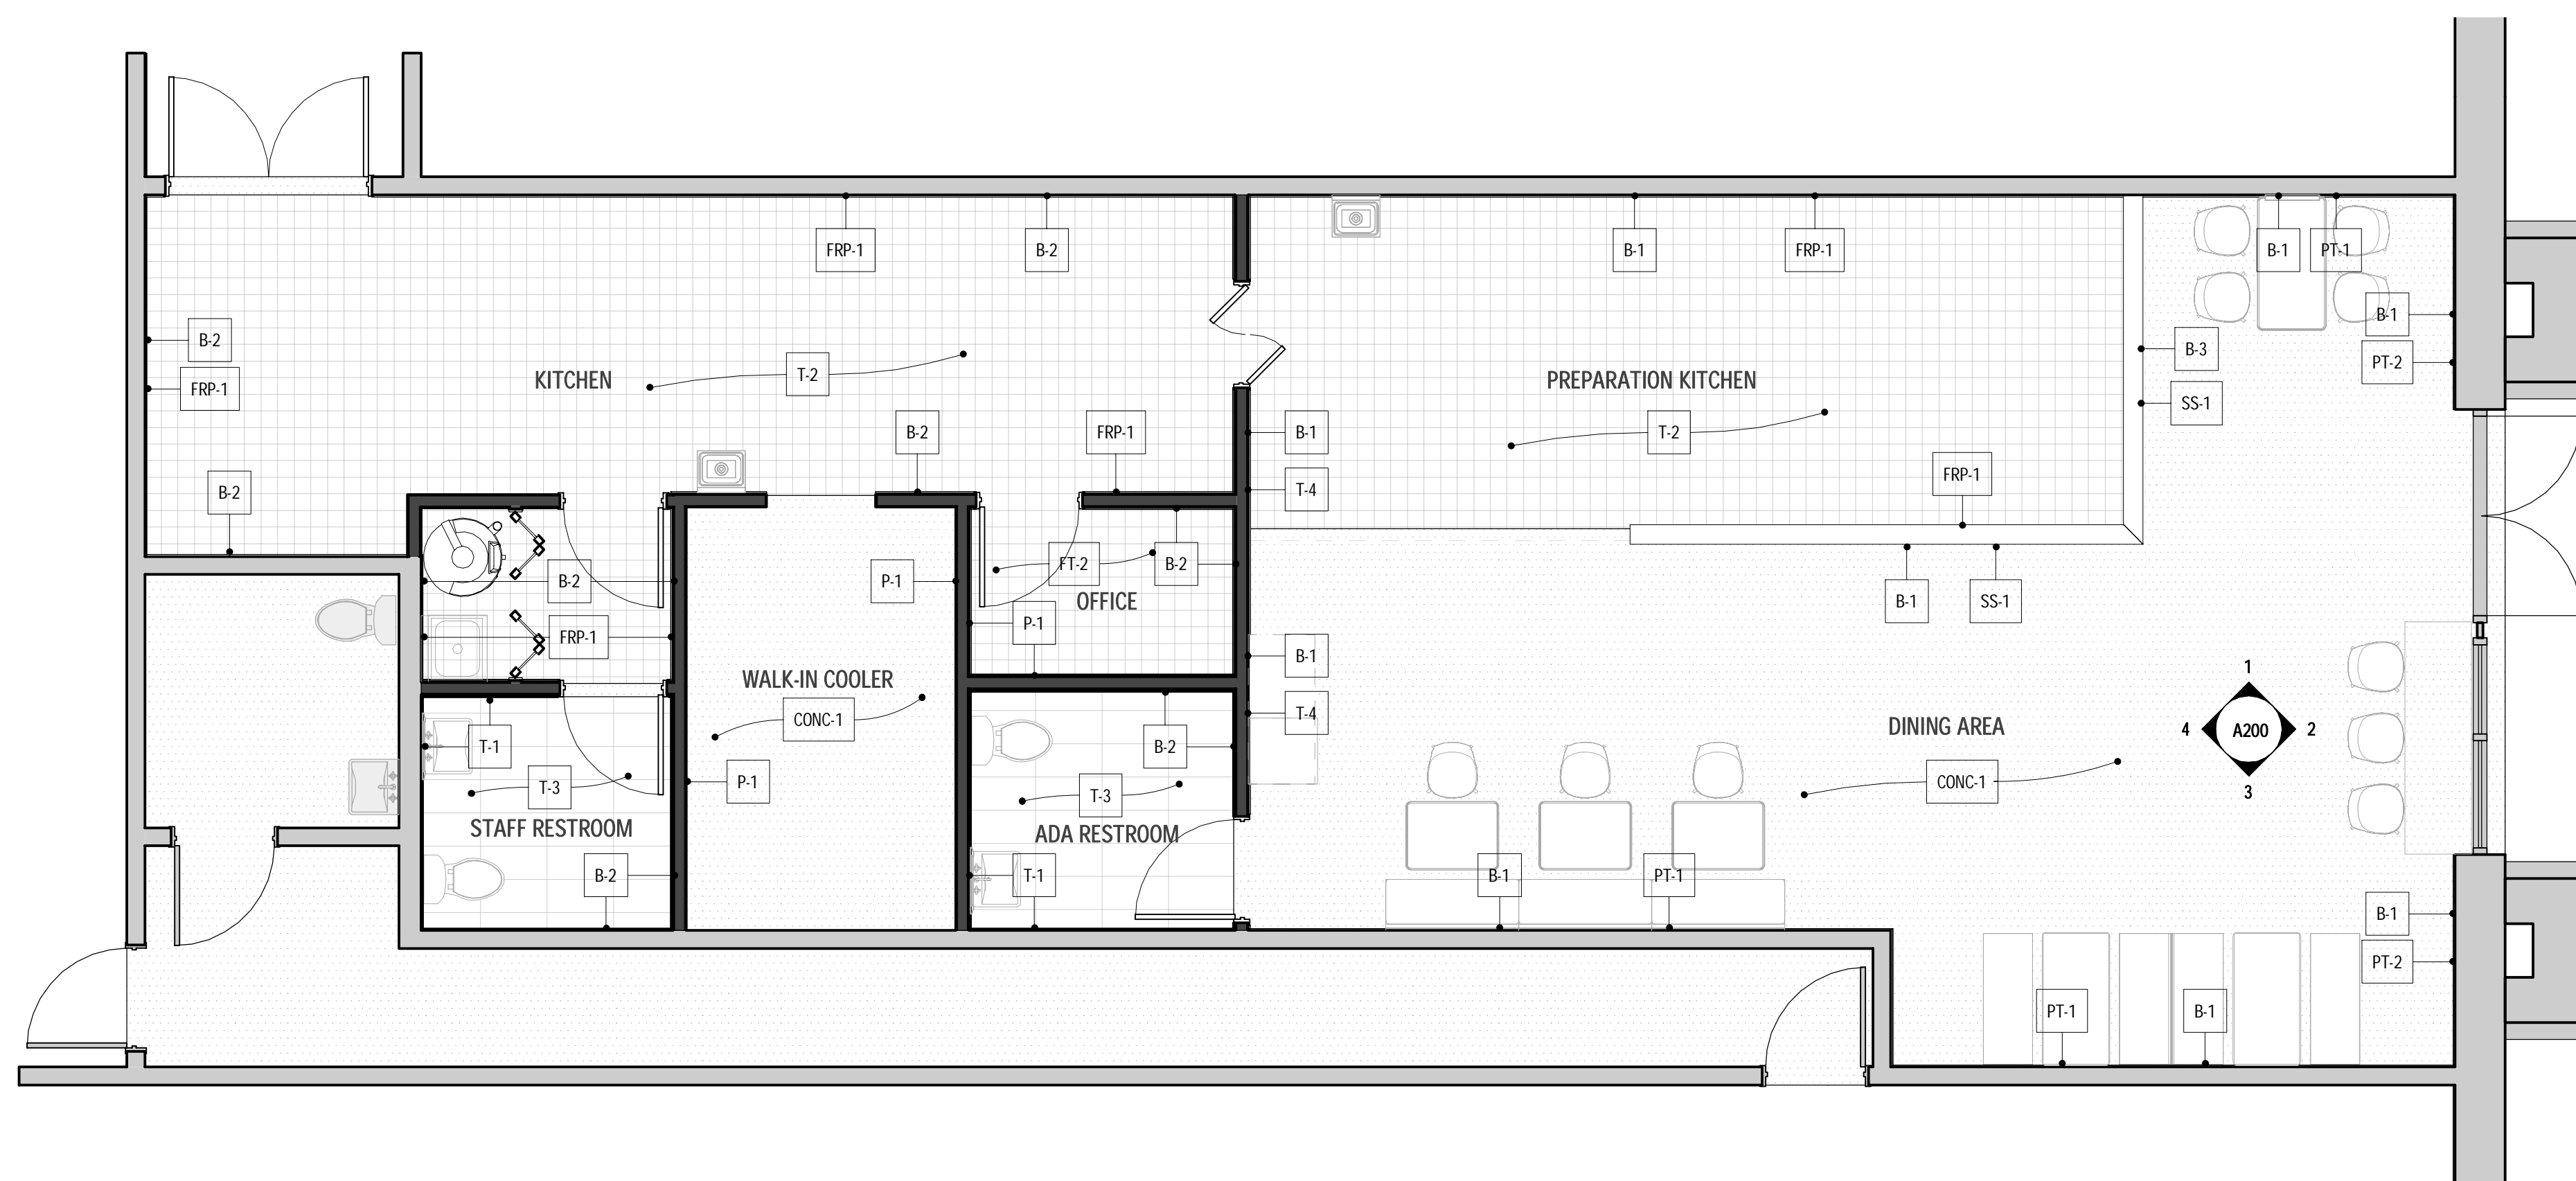 FRP-1
B-2
B-1
FRP-1
B-1
PT-1
B-1
B-2
B-3
PT-2
KITCHEN
T-2
PREPARATION KITCHEN
FRP-1
SS-1
B-2
FRP-1
B-1
T-2
FRP-1
T-4
B-2
FT-2
B-2
B-2
P-1
OFFICE
B-1
SS-1
P-1
FRP-1
B-1
1
WALK-IN COOLER
CONC-1
T-4
DINING AREA
4
A200
2
T-1
B-2
T-3
P-1
T-3
CONC-1
3
STAFF RESTROOM
ADA RESTROOM
B-2
T-1
B-1
PT-1
B-1
PT-2
PT-1
B-1